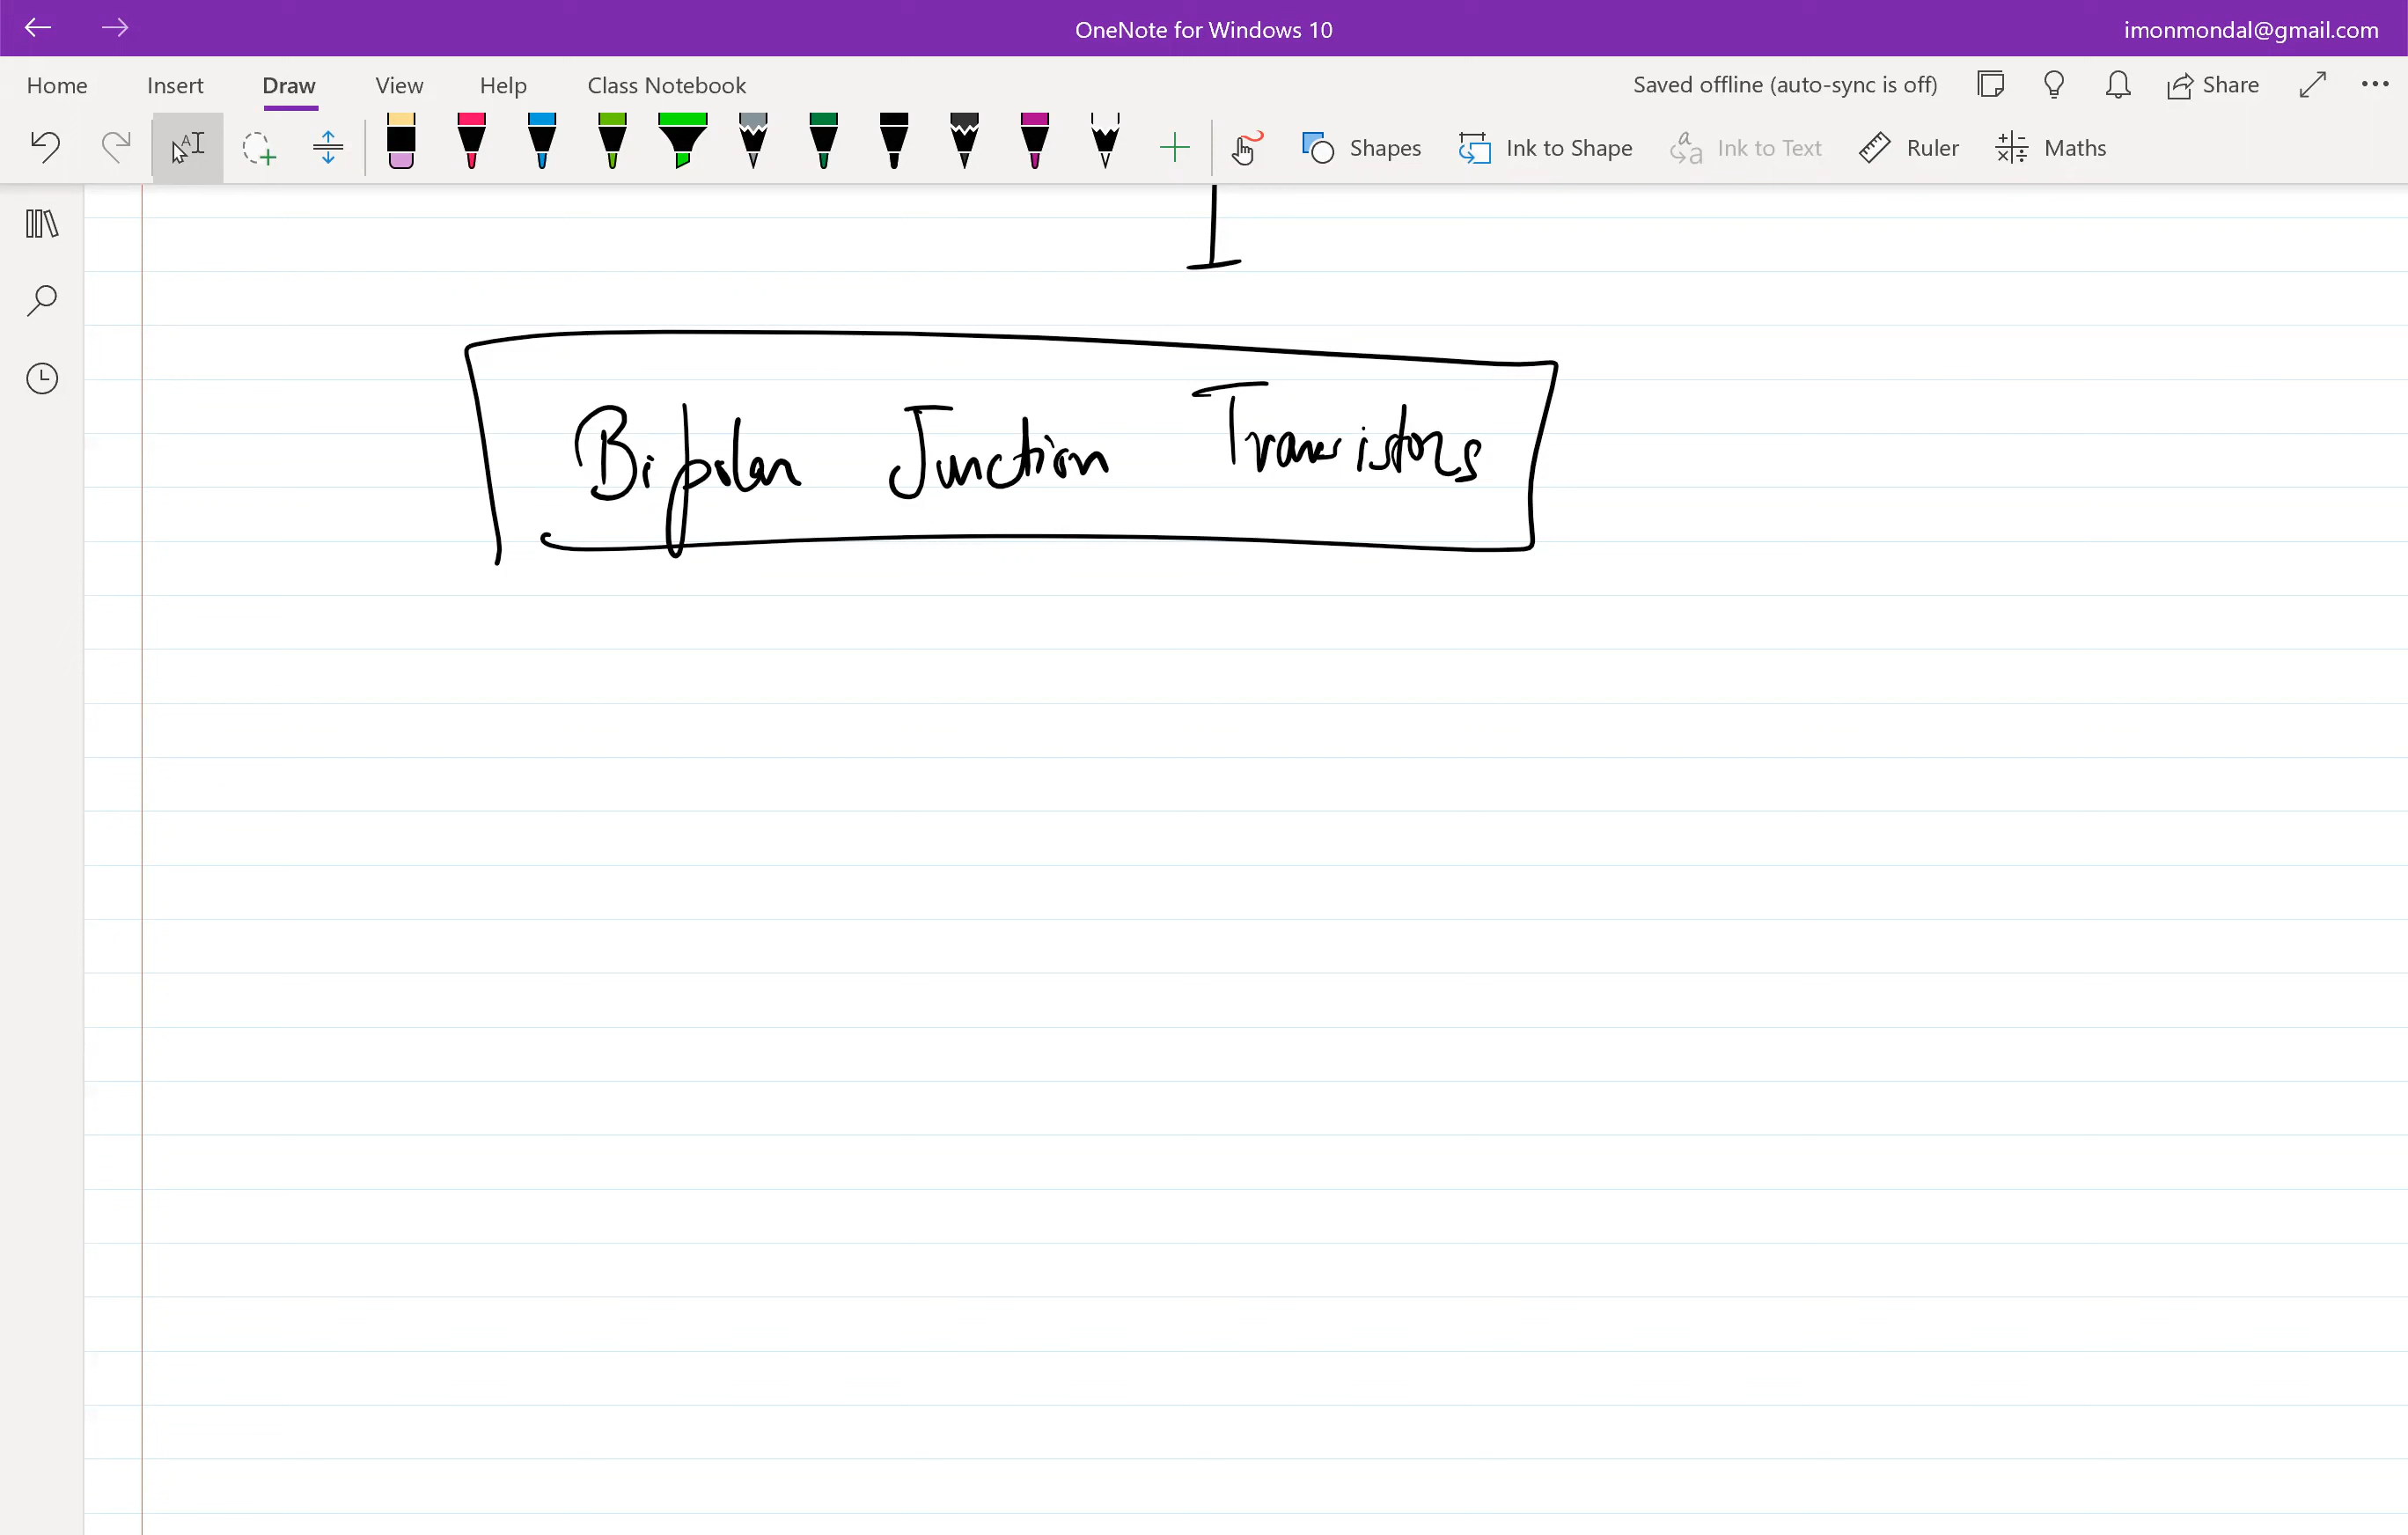 OneNote for Windows 10
imonmondal@gmail.com
Home Insert Draw View Help Class Notebook
Saved offline (auto-sync is off) Share
Shapes Ink to Shape Ink to Text Ruler Maths
Bipolar Junction Transistors